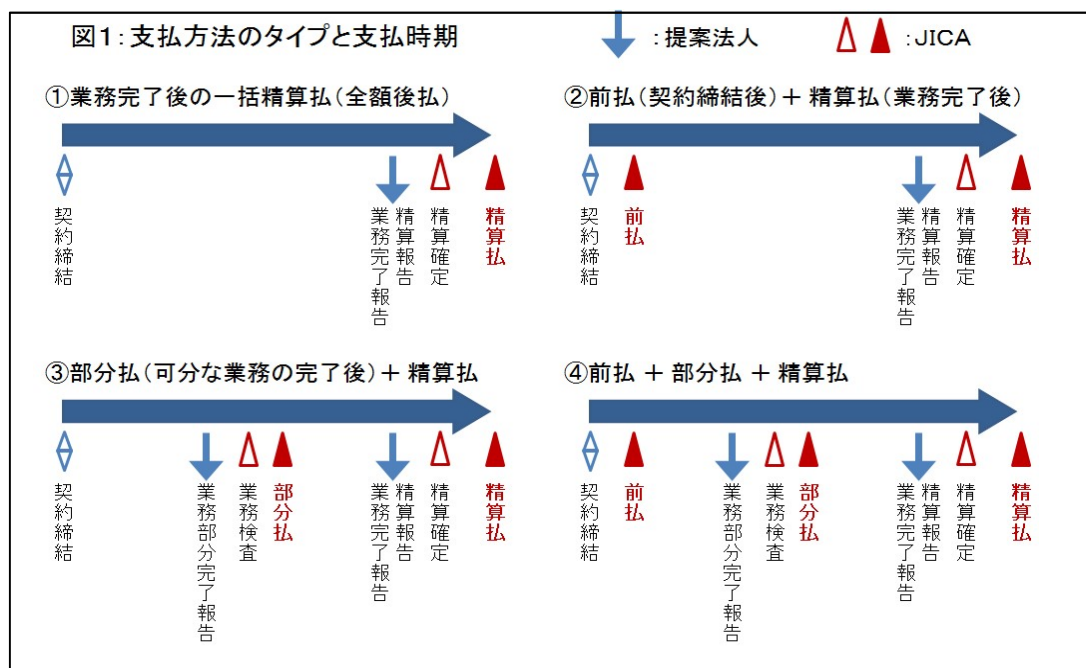 図1：支払方法のタイプと支払時期
：提案法人
：JICA
①業務完了後の一括精算払（全額後払）
契約締結
業務完了報告
精算報告
精算確定
精算払
②前払（契約締結後）＋精算払（業務完了後）
契約締結
前払
業務完了報告
精算報告
精算確定
精算払
③部分払（可分な業務の完了後）＋精算払
契約締結
業務部分完了報告
業務検査
部分払
業務完了報告
精算報告
精算確定
精算払
④前払 ＋ 部分払 ＋ 精算払
契約締結
前払
業務部分完了報告
業務検査
部分払
業務完了報告
精算報告
精算確定
精算払